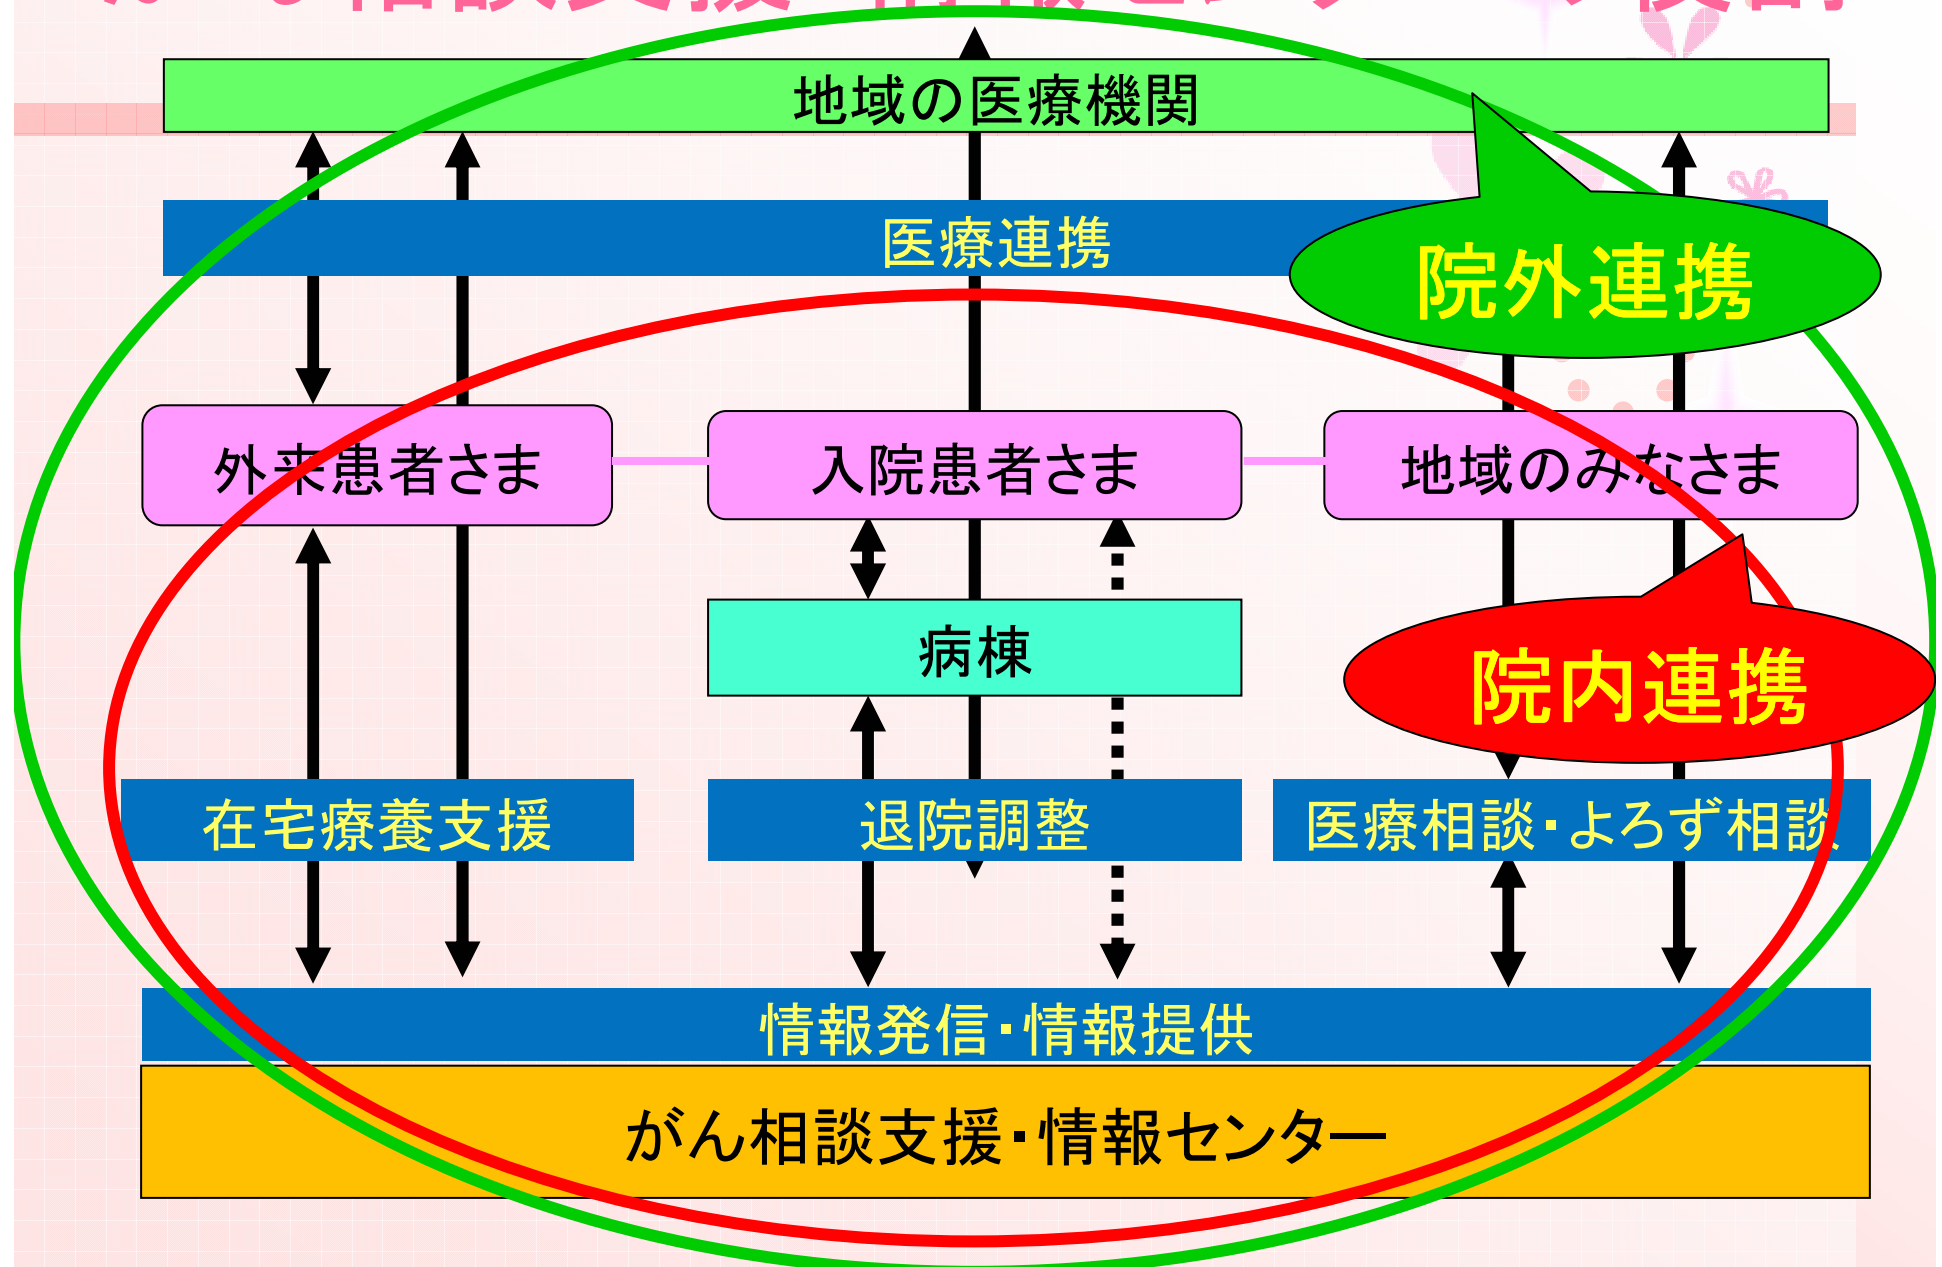 地域の医療機関
医療連携
院外連携
外来患者さま
入院患者さま
地域のみなさま
病棟
院内連携
在宅療養支援
退院調整
医療相談・よろず相談
情報発信・情報提供
がん相談支援・情報センター